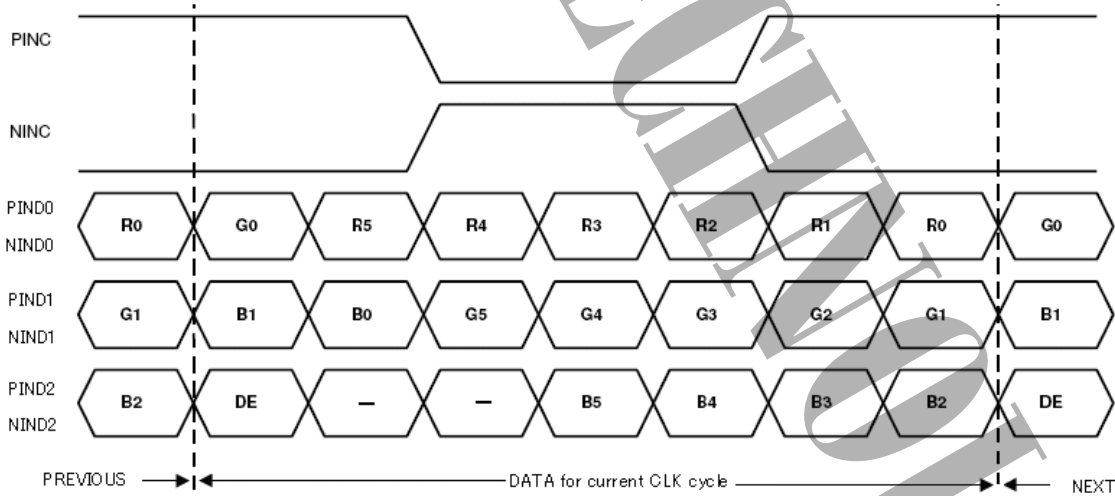 PINC
NINC
PIND0
NIND0
R0 G0 R5 R4 R3 R2 R1 R0 G0
PIND1
NIND1
G1 B1 B0 G5 G4 G3 G2 G1 B1
PIND2
NIND2
B2 DE — — B5 B4 B3 B2 DE
PREVIOUS DATA for current CLK cycle NEXT